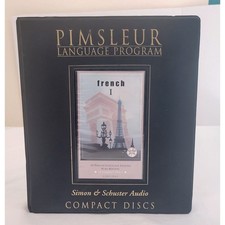 PIMSLEUR
LANGUAGE PROGRAM
french
I
Simon & Schuster Audio
COMPACT DISCS